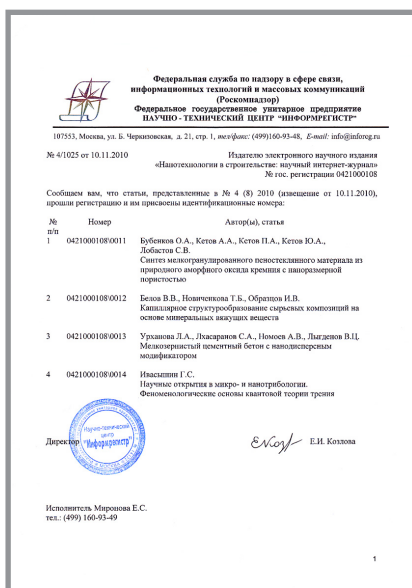 Федеральная служба по надзору в сфере связи,
информационных технологий и массовых коммуникаций
(Роскомнадзор)
Федеральное государственное унитарное предприятие
НАУЧНО - ТЕХНИЧЕСКИЙ ЦЕНТР "ИНФОРМРЕГИСТР"
107553, Москва, ул. Б. Черкизовская, д. 21, стр. 1, тел/факс: (499)160-93-48, E-mail: info@inforeg.ru
№ 4/1025 от 10.11.2010
Издателю электронного научного издания
«Нанотехнологии в строительстве: научный интернет-журнал»
№ гос. регистрации 0421000108
Сообщаем вам, что статьи, представленные в № 4 (8) 2010 (извещение от 10.11.2010),
прошли регистрацию и им присвоены идентификационные номера:
№ Номер Автор(ы), статья
п/п
1 0421000108\0011 Бубенков О.А., Кетов А.А., Кетов П.А., Кетов Ю.А.,
Лобастов С.В.
Синтез мелкогранулированного пеностеклянного материала из
природного аморфного оксида кремния с наноразмерной
пористостью
2 0421000108\0012 Белов В.В., Новиченкова Т.Б., Образцов И.В.
Капиллярное структурообразование сырьевых композиций на
основе минеральных вяжущих веществ
3 0421000108\0013 Урханова Л.А., Лхасаранов С.А., Номоев А.В., Лыгденов В.Ц.
Мелкозернистый цементный бетон с нанодисперсным
модификатором
4 0421000108\0014 Ивасышин Г.С.
Научные открытия в микро- и нанотрибологии.
Феноменологические основы квантовой теории трения
Научно-технический
центр
"Информрегистр"
Директор Е.И. Козлова
Исполнитель Миронова Е.С.
тел.: (499) 160-93-49
1